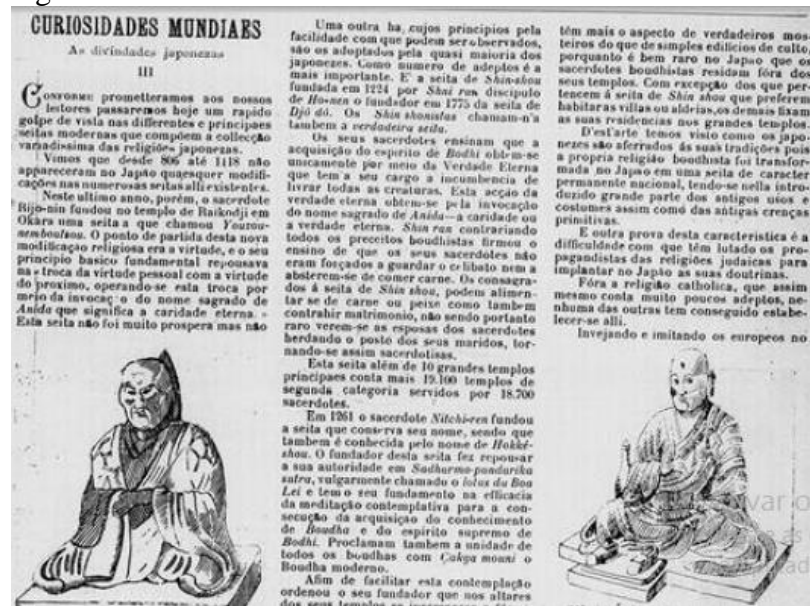 CURIOSIDADES MUNDIAES
As divindades japonezas
III
CONFORME prometteramos aos nossos
leitores passaremos hoje um rapido
golpe de vista nas differentes e principaes
seitas modernas que compõem a collecção
variadissima das religiões japonezas.
Vimos que desde 806 até 1118 não
appareceram no Japão quaesquer modifi-
cações nas numerosas seitas alli existentes.
Neste ultimo anno, porém, o sacerdote
Rijo-nin fundou no templo de Raikodji em
Okara uma seita a que chamou Yourou-
nemboutsou. O ponto de partida desta nova
modificação religiosa era a virtude, e o seu
principio basico fundamental repousava
na troca da virtude pessoal com a virtude
do proximo, operando-se esta troca por
meio da invocação do nome sagrado de
Anida que significa a caridade eterna.
Esta seita não foi muito prospera mas não
Uma outra ha, cujos principios pela
facilidade com que podem ser observados,
são os adoptados pela quasi maioria dos
japonezes. Como numero de adeptos é a
mais importante. E' a seita de Shin-shou
fundada em 1224 por Shni ran discipulo
de Ho-nen o fundador em 1775 da seita de
Djô dô. Os Shin shonistas chamam-n'a
tambem a verdadeira seita.
Os seus sacerdotes ensinam que a
acquisição do espirito de Bodhi obtem-se
unicamente por meio da Verdade Eterna
que tem a seu cargo a incumbencia de
livrar todas as creaturas. Esta acção da
verdade eterna obtem-se pela invocação
do nome sagrado de Anida—a caridade ou
a verdade eterna. Shin ran contrariando
todos os preceitos boudhistas firmou o
ensino de que os seus sacerdotes não
eram forçados a guardar o celibato nem a
absterem-se de comer carne. Os consagra-
dos á seita de Shin shou, podem alimen-
tar se de carne ou peixe como tambem
contrahir matrimonio, não sendo portanto
raro verem-se as esposas dos sacerdotes
herdando o posto dos seus maridos, tor-
nando-se assim sacerdotisas.
Esta seita além de 10 grandes templos
principaes conta mais 19.100 templos de
segunda categoria servidos por 18.700
sacerdotes.
Em 1261 o sacerdote Nitchi-ren fundou
a seita que conserva seu nome, sendo que
tambem é conhecida pelo nome de Hokké-
shou. O fundador desta seita fez repousar
a sua autoridade em Sadharma-pandarika
sutra, vulgarmente chamado o lotus da Boa
Lei e tem o seu fundamento na efficacia
da meditação contemplativa para a con-
secução da acquisição do conhecimento
de Boudha e do espirito supremo de
Bodhi. Proclamam tambem a unidade de
todos os boudhas com Çakya mouni o
Boudha moderno.
Afim de facilitar esta contemplação
ordenou o seu fundador que nos altares
dos seus templos se
têm mais o aspecto de verdadeiros mos-
teiros do que de simples edificios de culto
porquanto é bem raro no Japão que os
sacerdotes boudhistas residam fóra dos
seus templos. Com excepção dos que per-
tencem á seita de Shin shou que preferem
habitar as villas ou aldeias, os demais fixam
as suas residencias nos grandes templos.
D'est'arte temos visto como os japo-
nezes são aferrados ás suas tradições pois
a propria religião boudhista foi transfor-
mada no Japão em uma seita de caracter
permanente nacional, tendo-se nella intro-
duzido grande parte dos antigos usos e
costumes assim como das antigas crenças
primitivas.
E outra prova desta caracteristica é a
difficuldade com que têm lutado os pro-
pagandistas das religiões judaicas para
implantar no Japão as suas doutrinas.
Fóra a religião catholica, que assim
mesmo conta muito poucos adeptos, ne-
nhuma das outras tem conseguido estabe-
lecer-se alli.
Invejando e imitando os europeos no